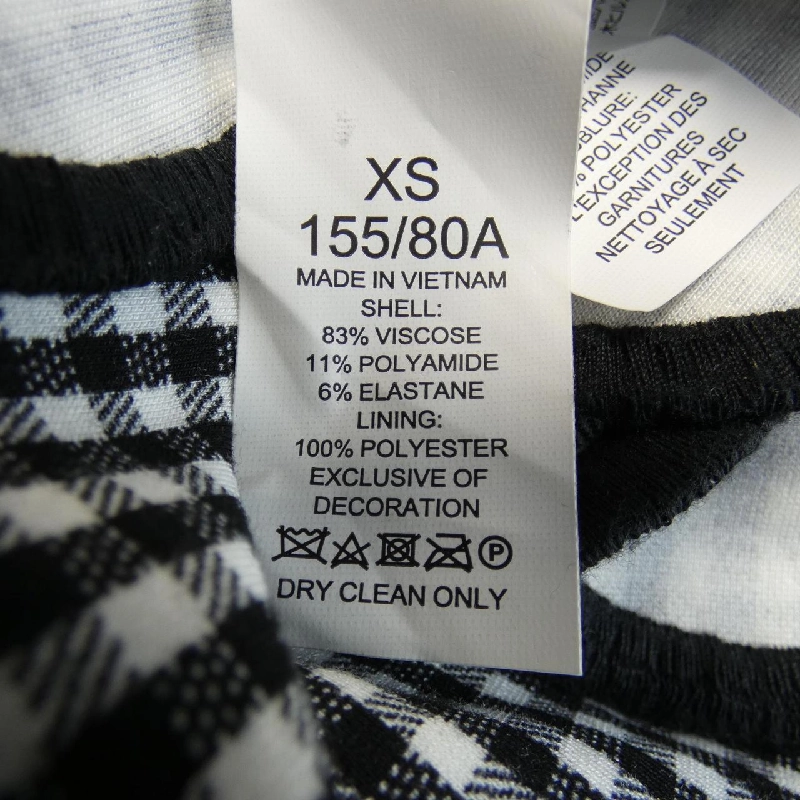 XS
155/80A
MADE IN VIETNAM
SHELL:
83% VISCOSE
11% POLYAMIDE
6% ELASTANE
LINING:
100% POLYESTER
EXCLUSIVE OF
DECORATION
P
DRY CLEAN ONLY
POLYESTER
L'EXCEPTION DES
GARNITURES
NETTOYAGE À SEC
SEULEMENT